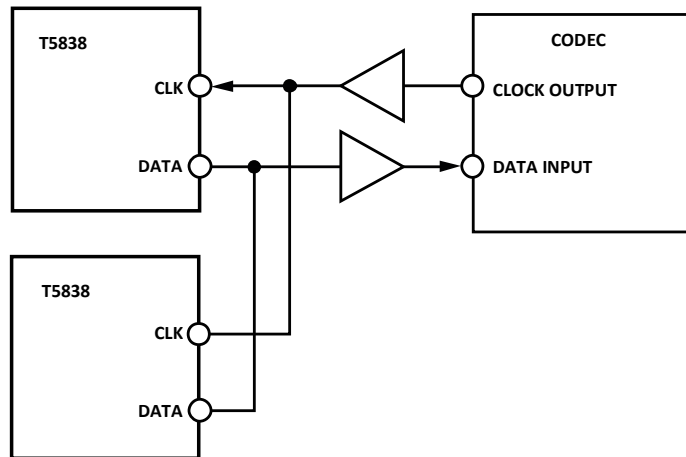 T5838
CODEC
CLK
CLOCK OUTPUT
DATA
DATA INPUT
T5838
CLK
DATA